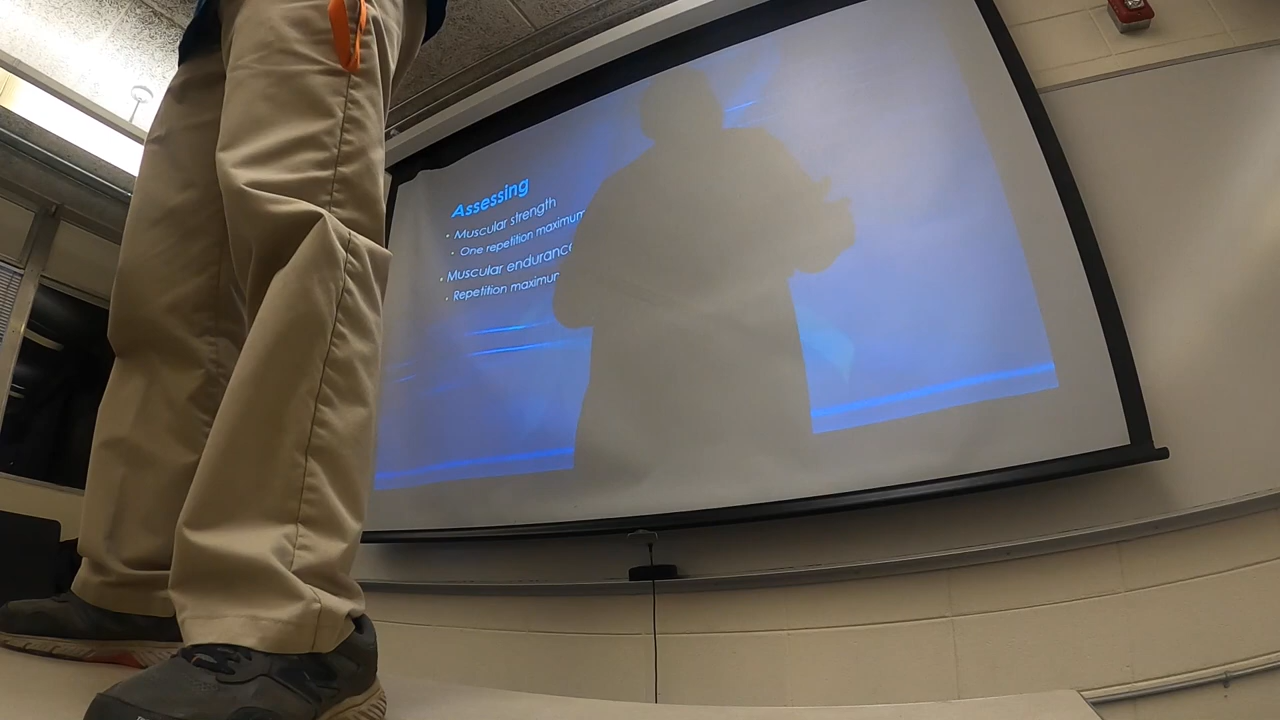 Assessing
• Muscular strength
• One repetition maximum
• Muscular endurance
• Repetition maximum